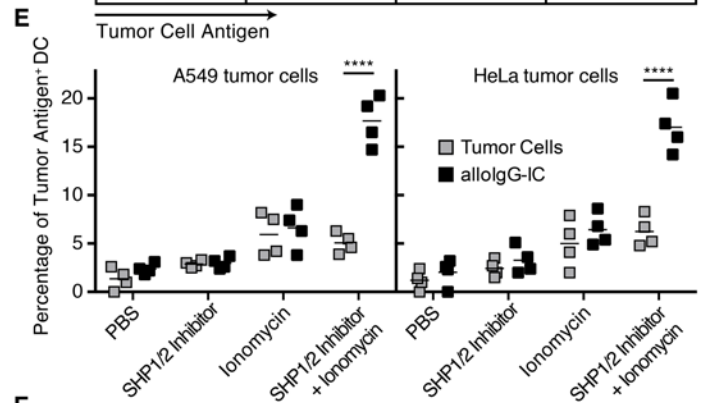 E
Tumor Cell Antigen
Percentage of Tumor Antigen⁺ DC
A549 tumor cells
****
HeLa tumor cells
****
Tumor Cells
alloIgG-IC
20
15
10
5
0
PBS
SHP1/2 Inhibitor
Ionomycin
SHP1/2 Inhibitor
+ Ionomycin
PBS
SHP1/2 Inhibitor
Ionomycin
SHP1/2 Inhibitor
+ Ionomycin